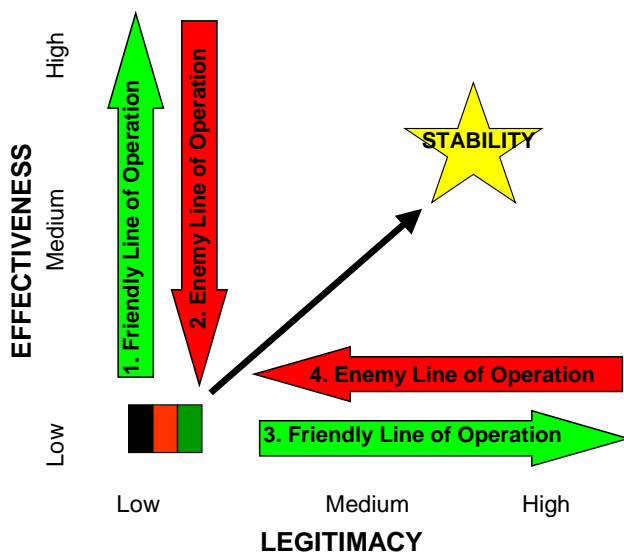 High
Medium
Low
EFFECTIVENESS
1. Friendly Line of Operation
2. Enemy Line of Operation
STABILITY
4. Enemy Line of Operation
3. Friendly Line of Operation
Low
Medium
High
LEGITIMACY